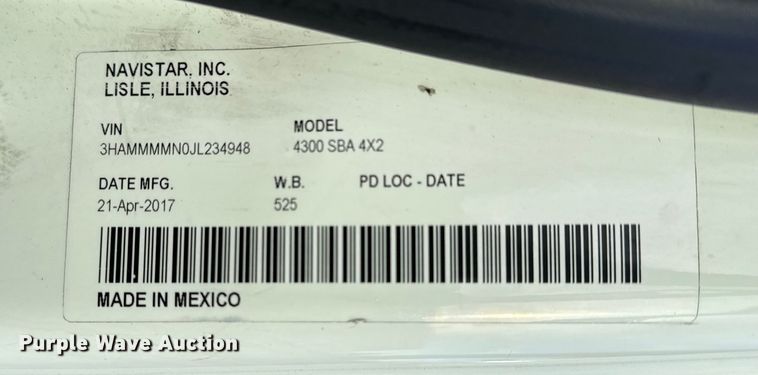 NAVISTAR, INC.
LISLE, ILLINOIS
VIN MODEL
3HAMMMMN0JL234948 4300 SBA 4X2
DATE MFG. W.B. PD LOC - DATE
21-Apr-2017 525
MADE IN MEXICO
Purple Wave Auction